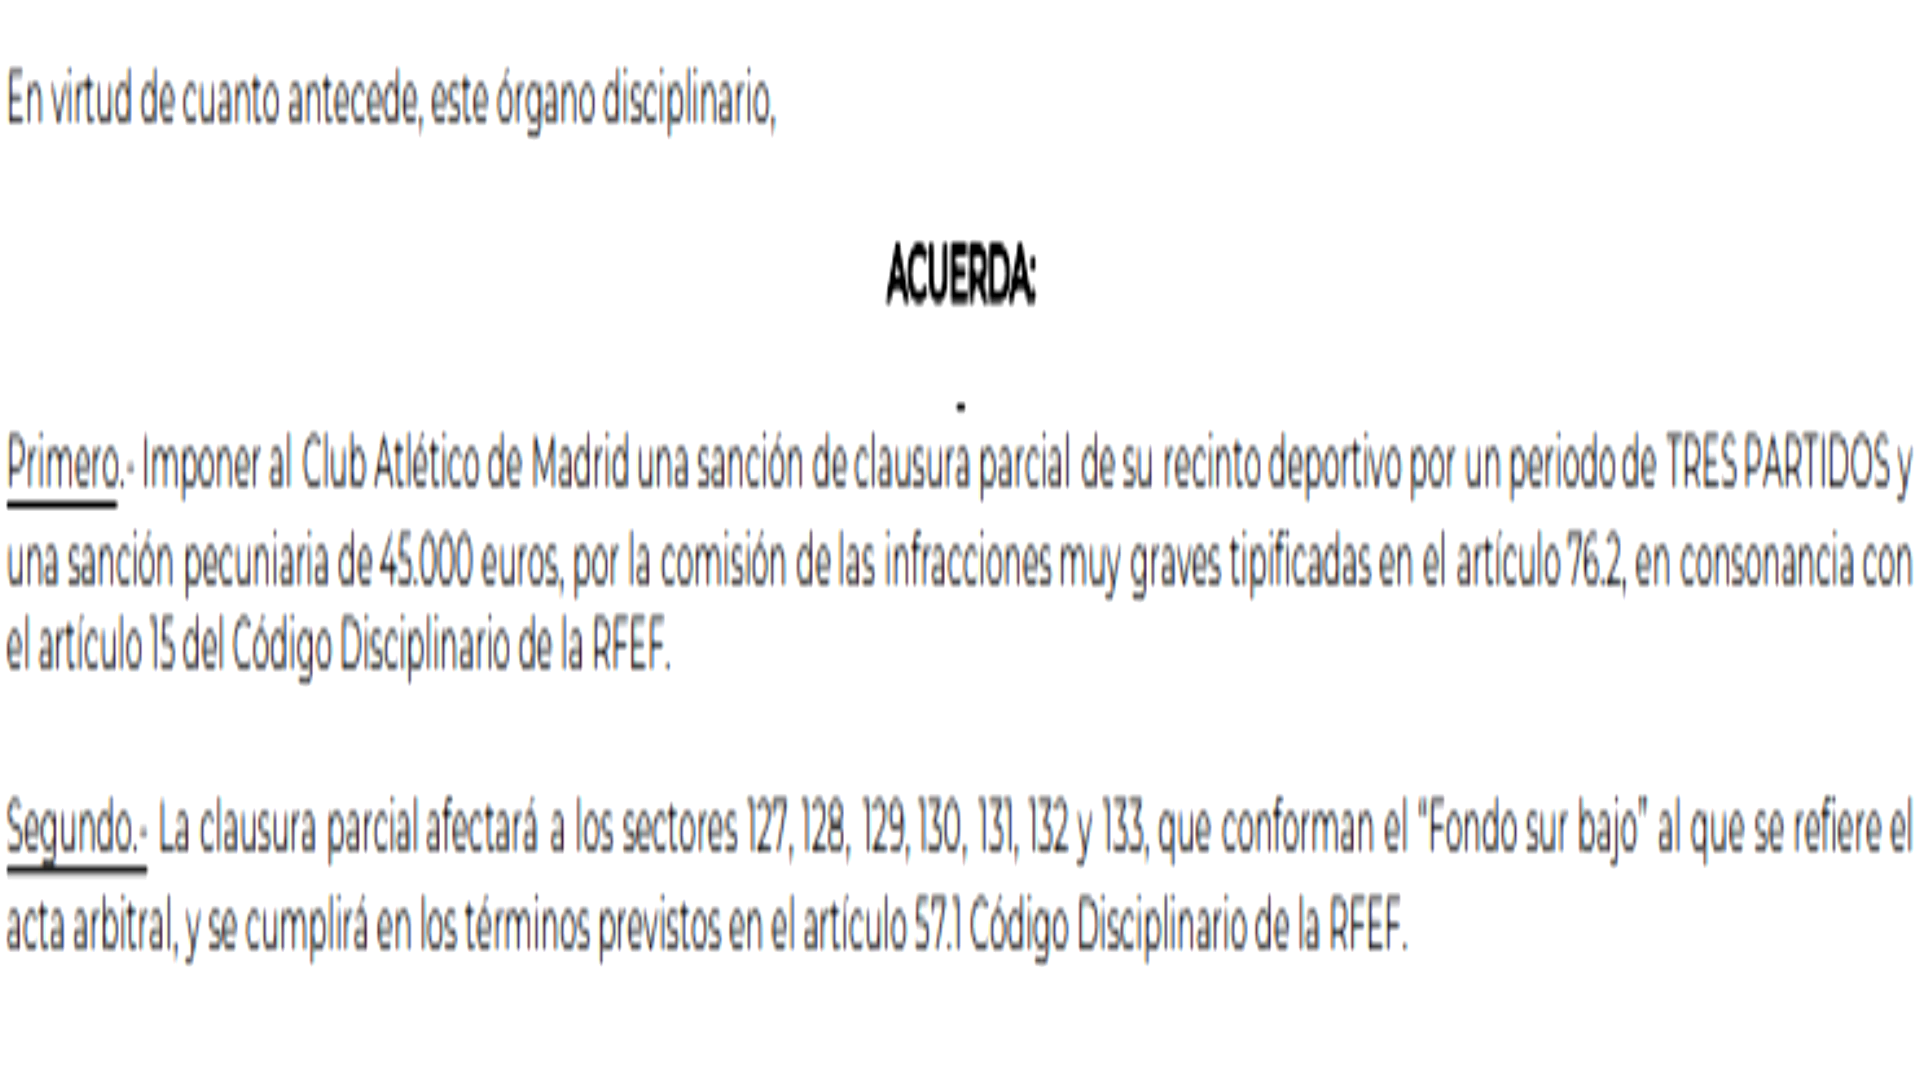 En virtud de cuanto antecede, este órgano disciplinario,
ACUERDA:
-
Primero.- Imponer al Club Atlético de Madrid una sanción de clausura parcial de su recinto deportivo por un periodo de TRES PARTIDOS y
una sanción pecuniaria de 45.000 euros, por la comisión de las infracciones muy graves tipificadas en el artículo 76.2, en consonancia con
el artículo 15 del Código Disciplinario de la RFEF.
Segundo.- La clausura parcial afectará a los sectores 127, 128, 129, 130, 131, 132 y 133, que conforman el “Fondo sur bajo” al que se refiere el
acta arbitral, y se cumplirá en los términos previstos en el artículo 57.1 Código Disciplinario de la RFEF.